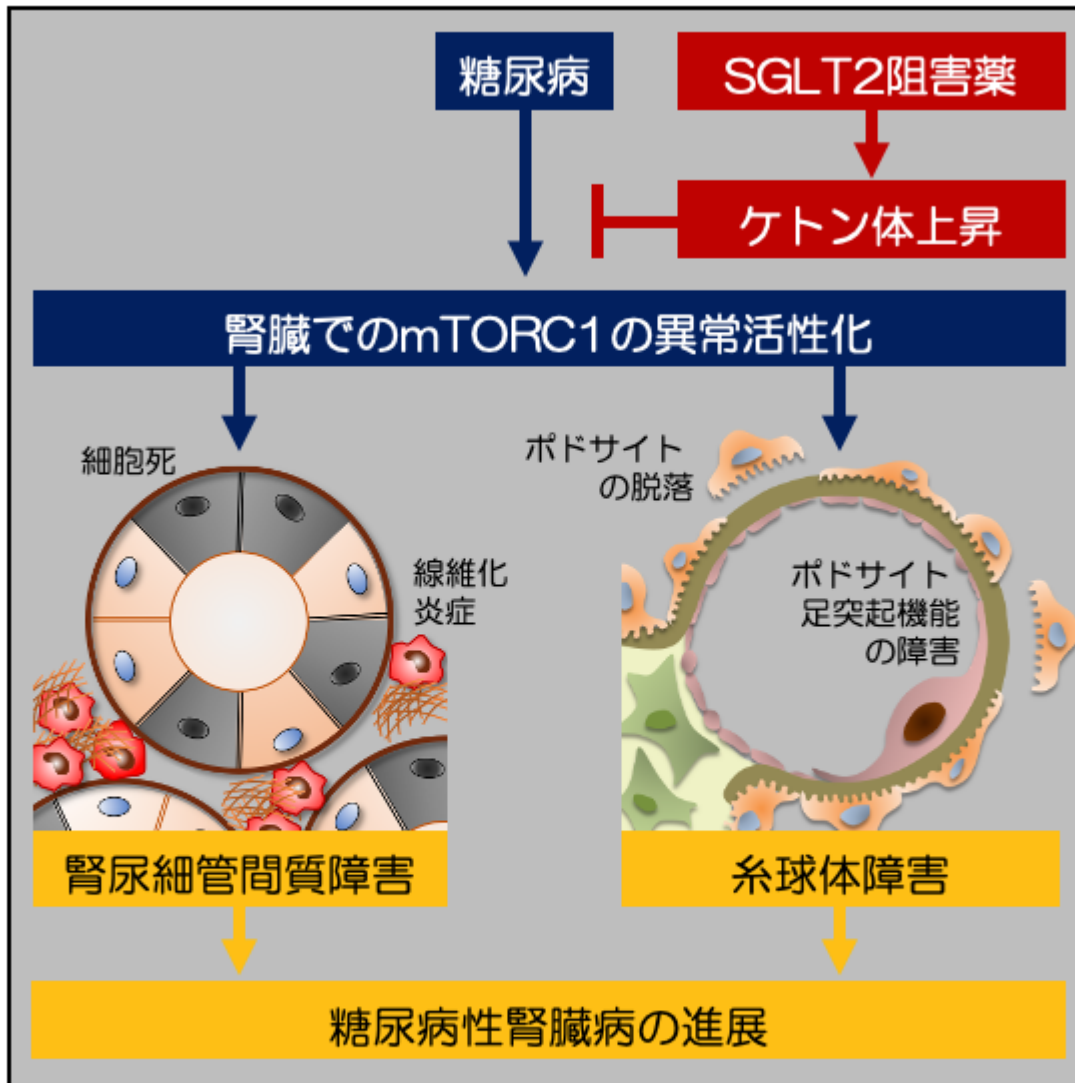 糖尿病
SGLT2阻害薬
ケトン体上昇
腎臓でのmTORC1の異常活性化
細胞死
線維化
炎症
ポドサイト
の脱落
ポドサイト
足突起機能
の障害
腎尿細管間質障害
糸球体障害
糖尿病性腎臓病の進展